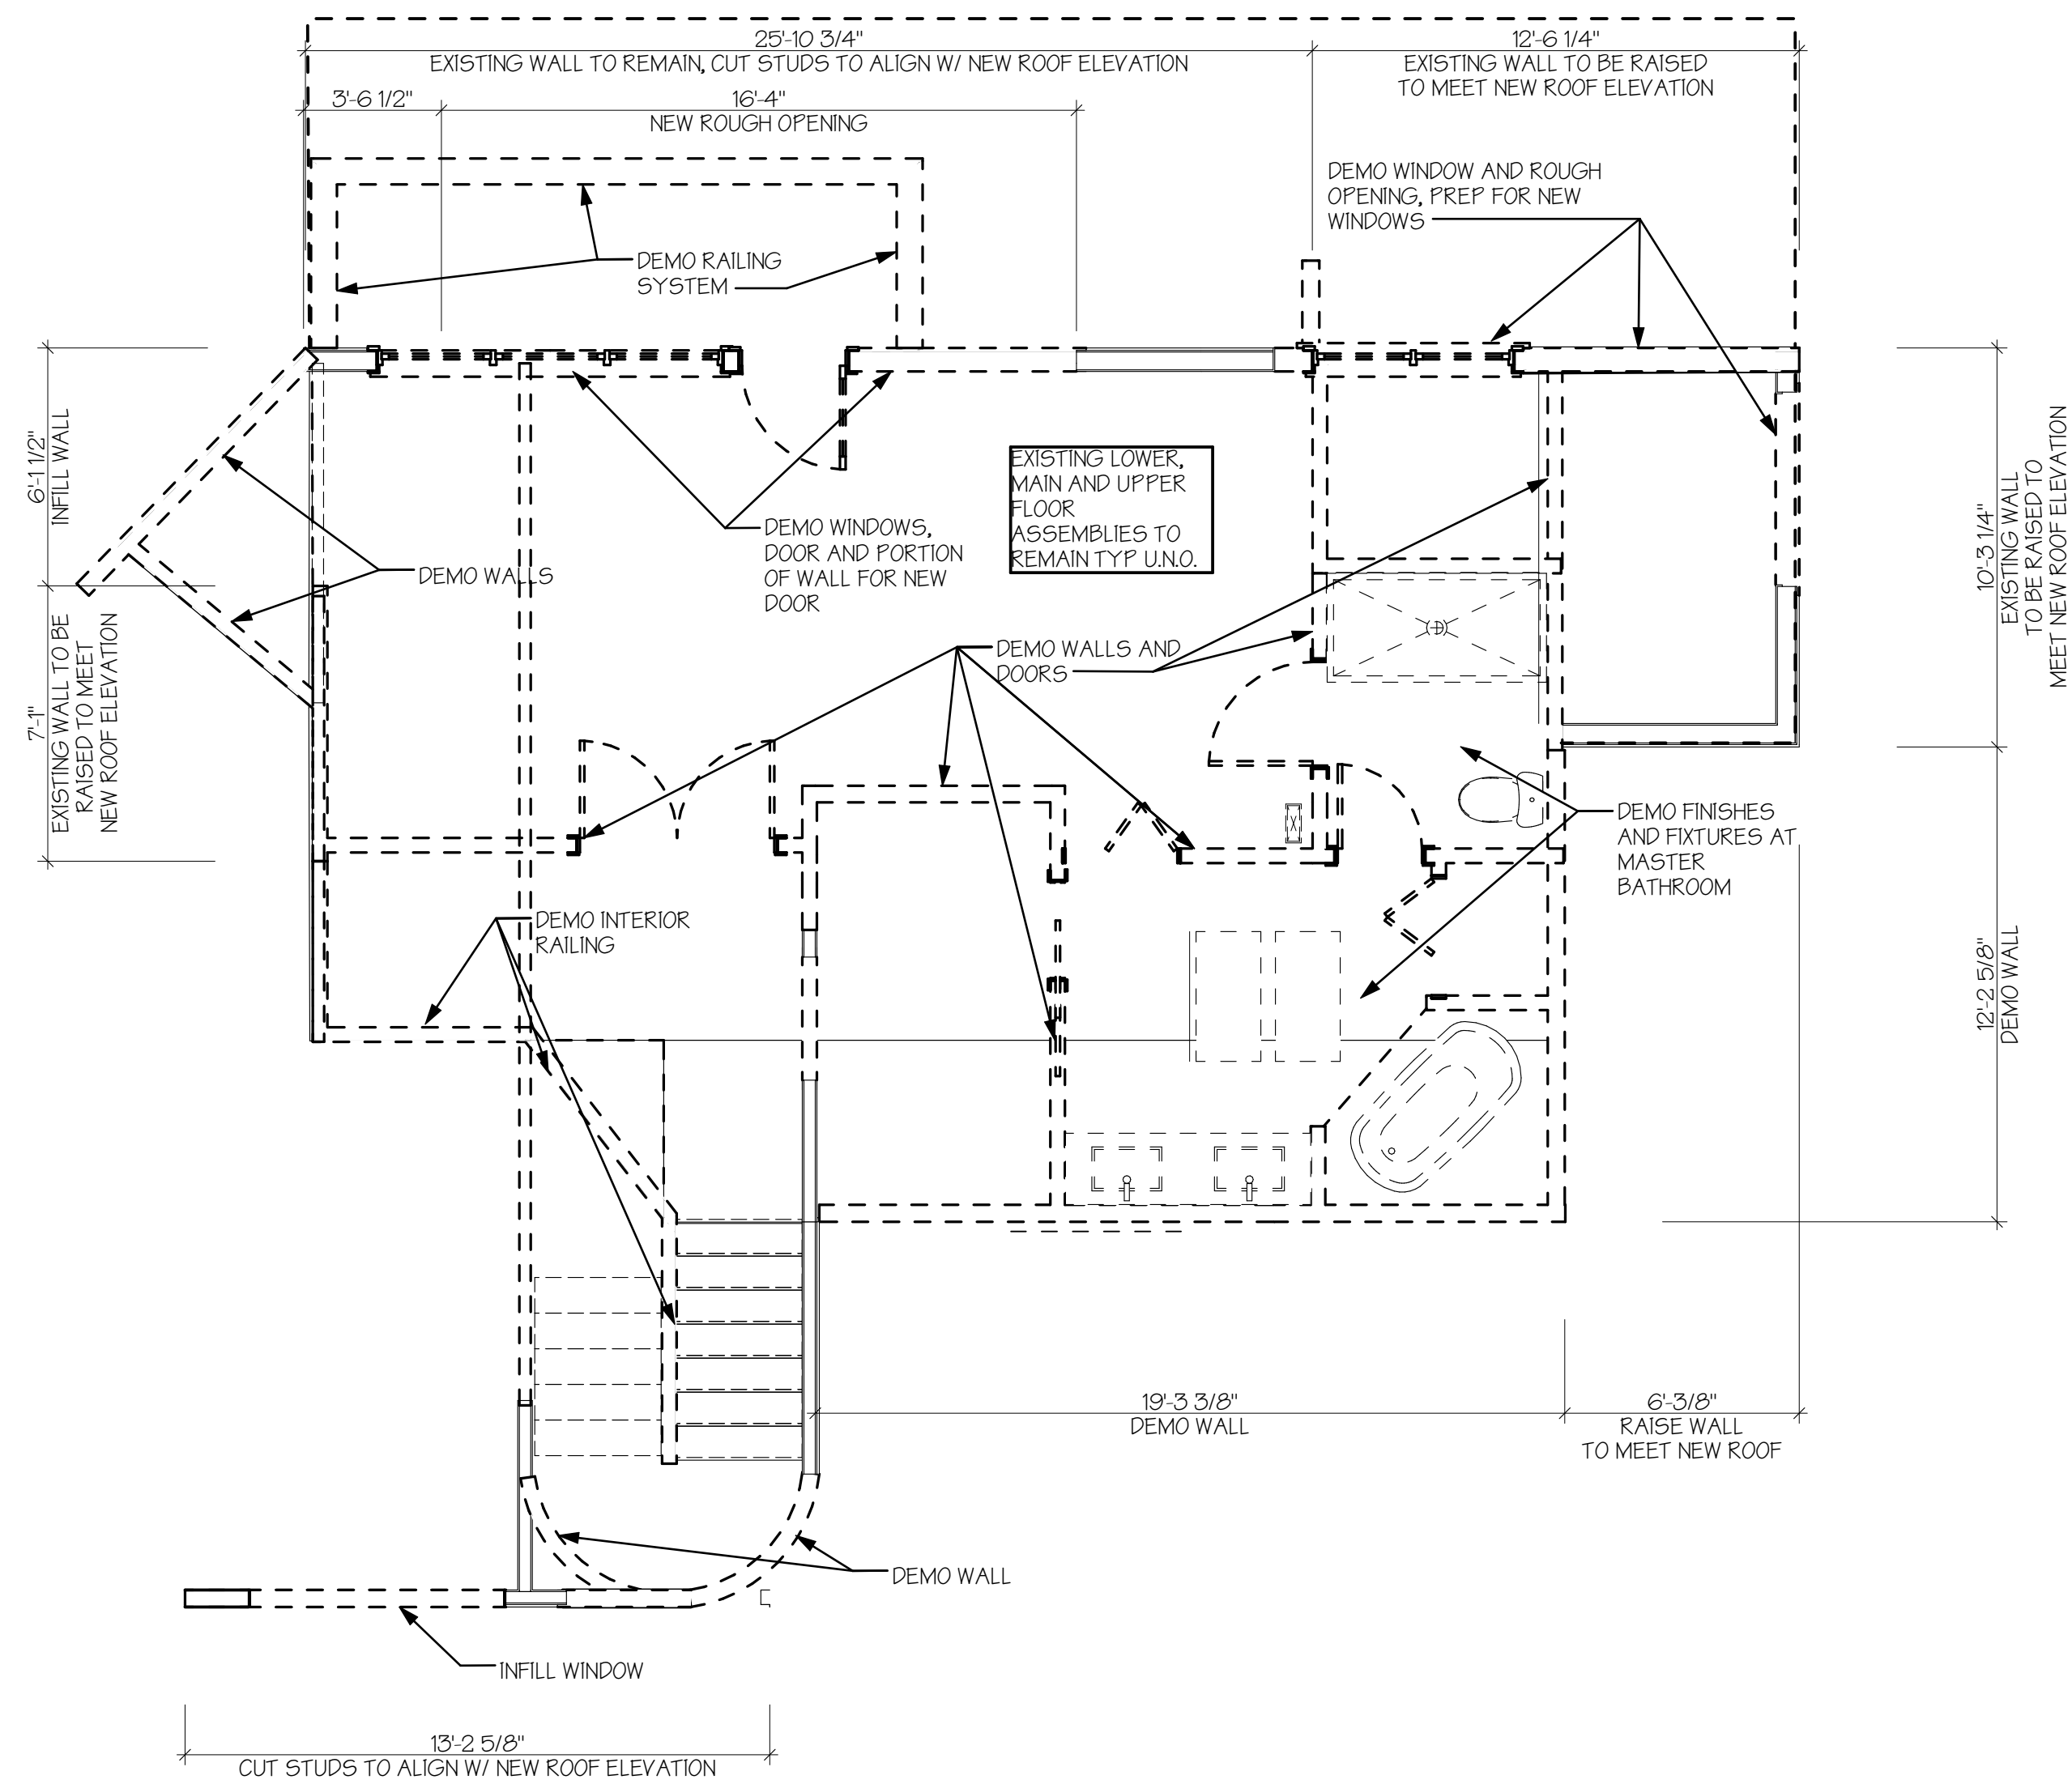 25'-10 3/4"
EXISTING WALL TO REMAIN, CUT STUDS TO ALIGN W/ NEW ROOF ELEVATION
12'-6 1/4"
EXISTING WALL TO BE RAISED
TO MEET NEW ROOF ELEVATION
3'-6 1/2"
16'-4"
NEW ROUGH OPENING
DEMO WINDOW AND ROUGH
OPENING, PREP FOR NEW
WINDOWS
DEMO RAILING
SYSTEM
6'-1 1/2"
INFILL WALL
7'-1"
EXISTING WALL TO BE
RAISED TO MEET
NEW ROOF ELEVATION
DEMO WALLS
DEMO WINDOWS,
DOOR AND PORTION
OF WALL FOR NEW
DOOR
EXISTING LOWER,
MAIN AND UPPER
FLOOR
ASSEMBLIES TO
REMAIN TYP U.N.O.
10'-3 1/4"
EXISTING WALL
TO BE RAISED TO
MEET NEW ROOF ELEVATION
DEMO WALLS AND
DOORS
DEMO FINISHES
AND FIXTURES AT
MASTER
BATHROOM
DEMO INTERIOR
RAILING
12'-2 5/8"
DEMO WALL
19'-3 3/8"
DEMO WALL
6'-3/8"
RAISE WALL
TO MEET NEW ROOF
DEMO WALL
INFILL WINDOW
13'-2 5/8"
CUT STUDS TO ALIGN W/ NEW ROOF ELEVATION